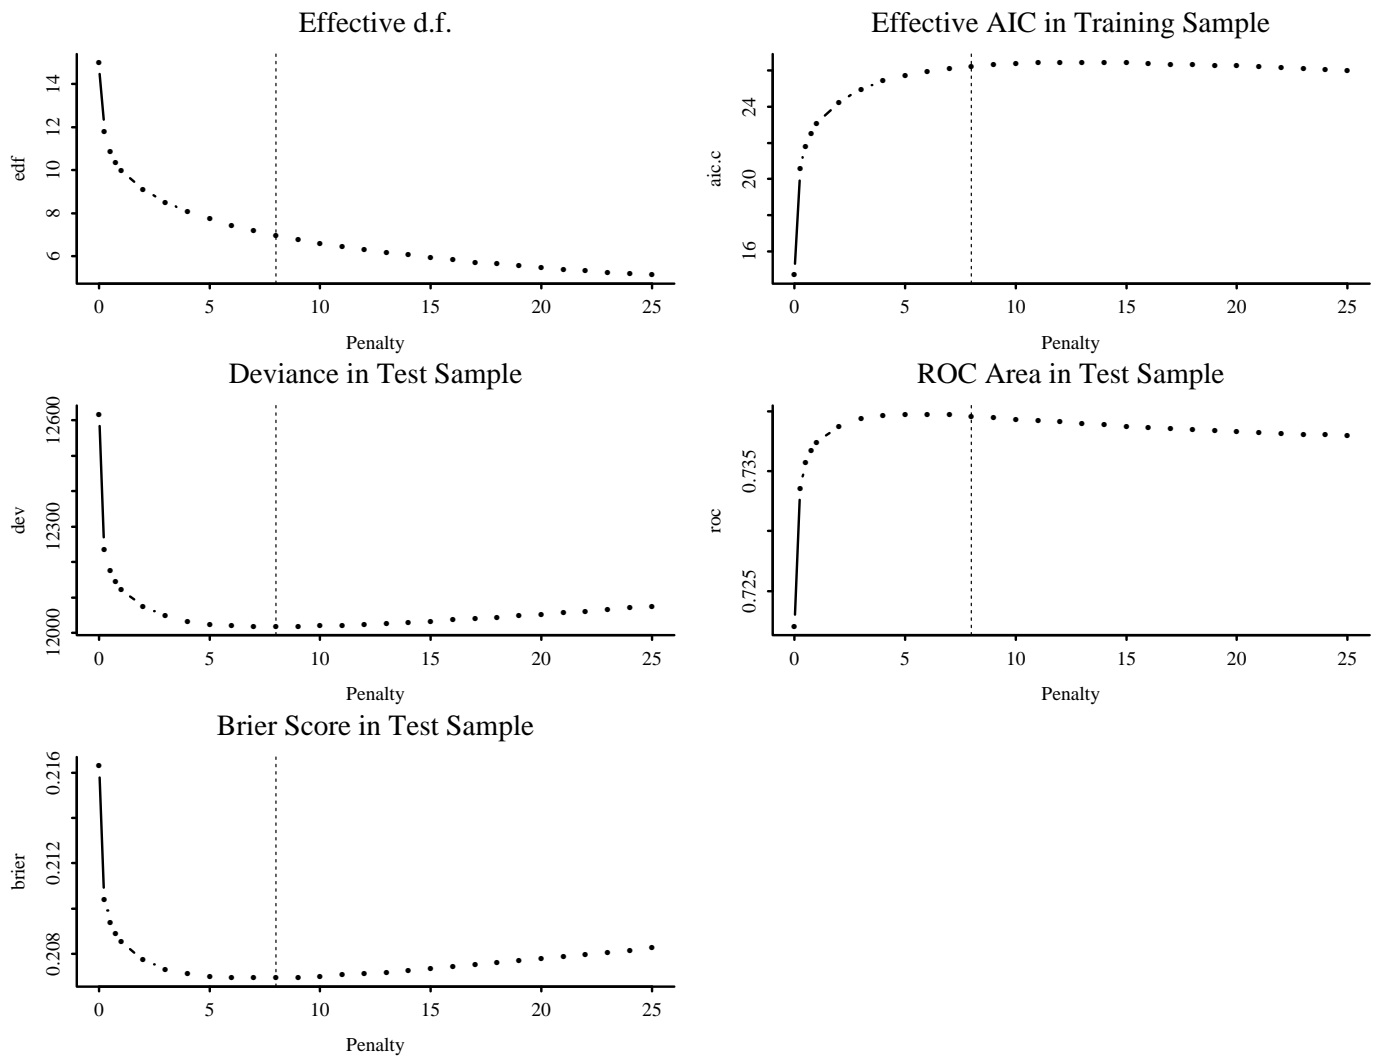 Effective d.f.
edf
14
12
10
8
6
0 5 10 15 20 25
Penalty
Effective AIC in Training Sample
aic.c
24
20
16
0 5 10 15 20 25
Penalty
Deviance in Test Sample
dev
12600
12300
12000
0 5 10 15 20 25
Penalty
ROC Area in Test Sample
roc
0.735
0.725
0 5 10 15 20 25
Penalty
Brier Score in Test Sample
brier
0.216
0.212
0.208
0 5 10 15 20 25
Penalty